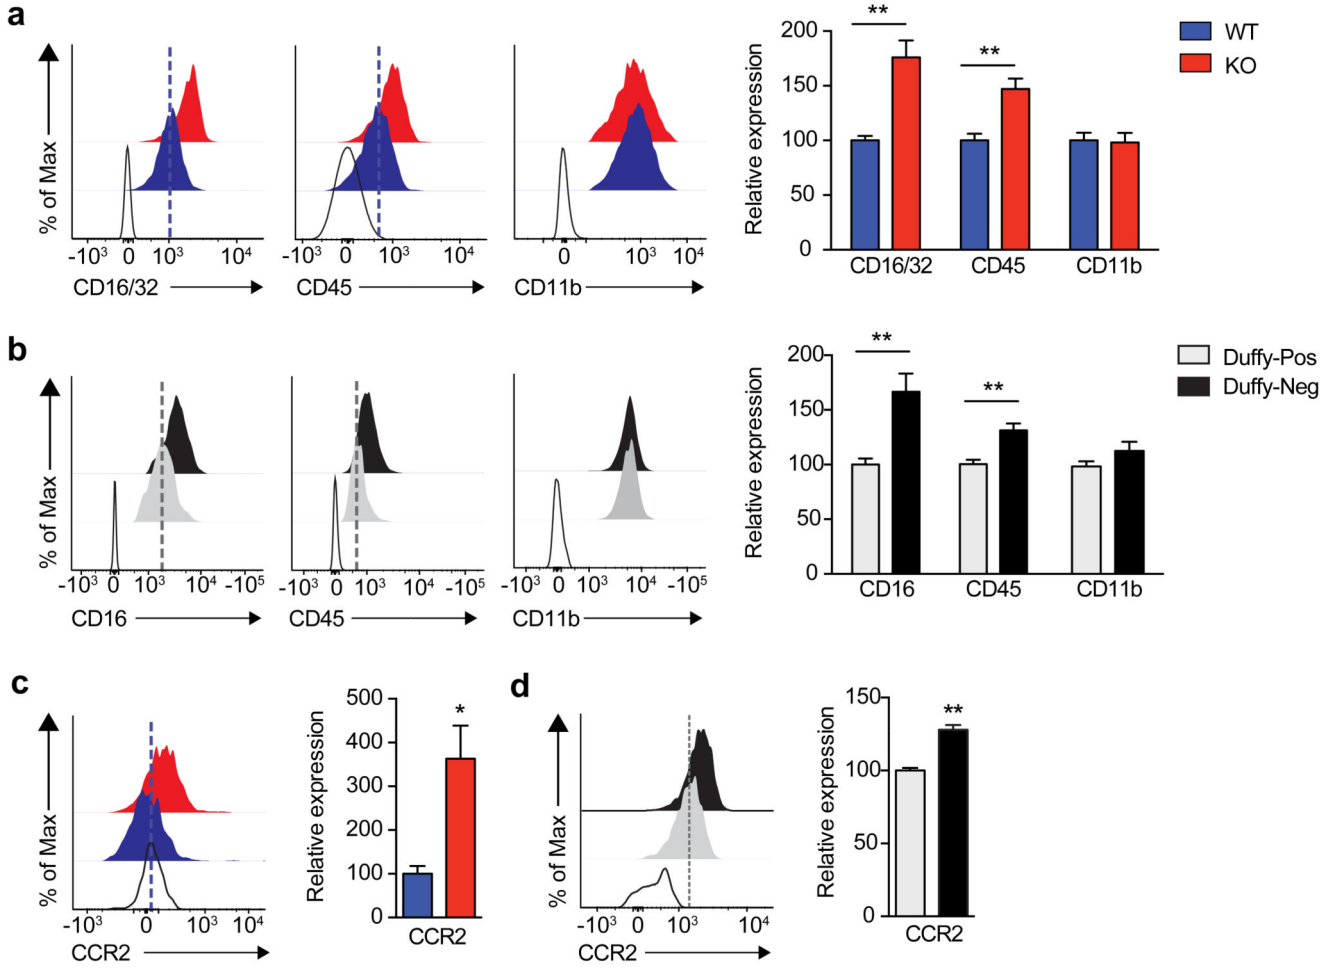 a
% of Max
-10³ 0 10³ 10⁴
CD16/32
-10³ 0 10³ 10⁴
CD45
0 10³ 10⁴
CD11b
Relative expression
200
150
100
50
0
**
**
CD16/32 CD45 CD11b
WT
KO
b
% of Max
-10³ 0 10³ 10⁴ -10⁵
CD16
-10³ 0 10³ 10⁴ -10⁵
CD45
-10³ 0 10³ 10⁴ -10⁵
CD11b
Relative expression
200
150
100
50
0
**
**
CD16 CD45 CD11b
Duffy-Pos
Duffy-Neg
c
% of Max
-10³ 0 10³ 10⁴
CCR2
Relative expression
500
400
300
200
100
0
*
CCR2
d
% of Max
-10³ 0 10³ 10⁴
CCR2
Relative expression
150
100
50
0
**
CCR2